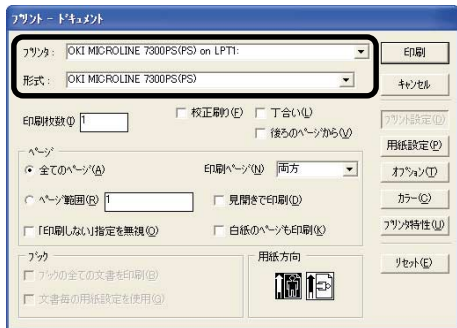 プリント - ドキュメント
プリンタ: OKI MICROLINE 7300PS(PS) on LPT1:
形式: OKI MICROLINE 7300PS(PS)
印刷
キャンセル
プリント設定(D)
用紙設定(P)
オプション(T)
カラー(C)
プリンタ特性(U)
リセット(E)
印刷枚数(I) 1
校正刷り(F)
丁合い(L)
後ろのページから(V)
ページ
全てのページ(A)
印刷ページ(N) 両方
ページ範囲(R) 1
見開きで印刷(D)
「印刷しない」指定を無視(O)
白紙のページも印刷(K)
ブック
ブックの全ての文書を印刷(B)
文書毎の用紙設定を使用(G)
用紙方向